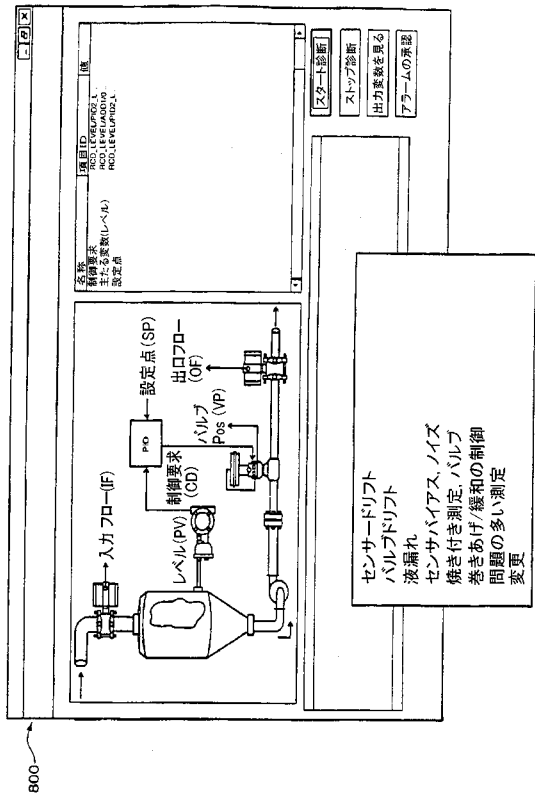 800
入力 フロー(IF)
設定点(SP)
PID
制御要求
(CD)
レベル(PV)
バルブ
Pos (VP)
出口フロー
(OF)
名称 項目ID 値
制御要求 RCD_LEVEL/PID2_L...
主たる変数(レベル)
設定点 RCD_LEVEL/PID2_L...
スタート診断
ストップ診断
出力変数を見る
アラームの承認
センサードリフト
バルブドリフト
液漏れ
センサバイアス、ノイズ
焼き付き測定、バルブ
巻きあげ/緩和の制御
問題の多い測定
変更